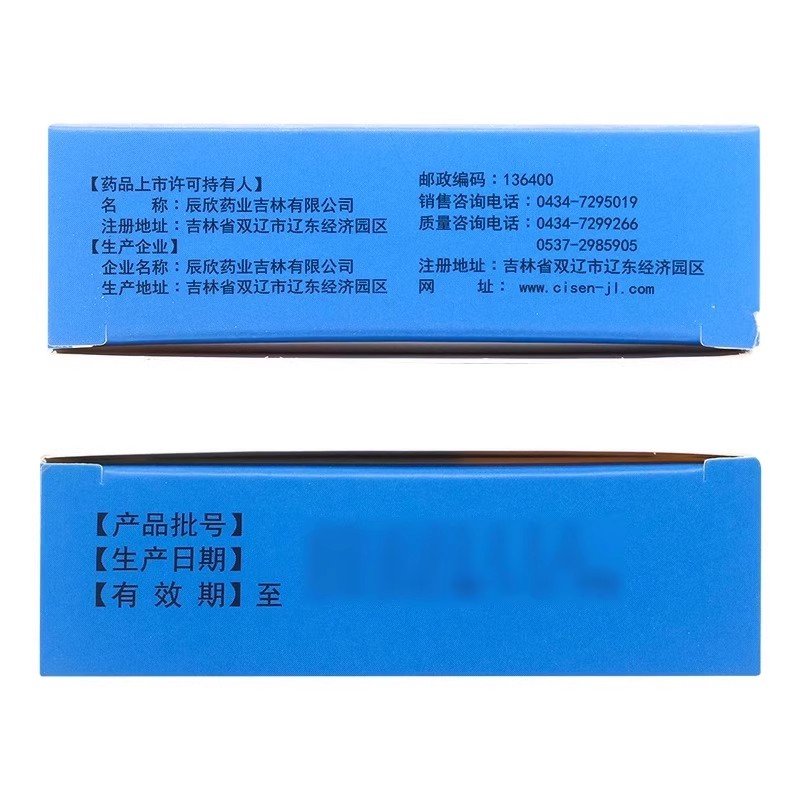 【药品上市许可持有人】
名　　称：辰欣药业吉林有限公司
注册地址：吉林省双辽市辽东经济园区
【生产企业】
企业名称：辰欣药业吉林有限公司
生产地址：吉林省双辽市辽东经济园区
邮政编码：136400
销售咨询电话：0434-7295019
质量咨询电话：0434-7299266
0537-2985905
注册地址：吉林省双辽市辽东经济园区
网　　址：www.cisen-jl.com
【产品批号】
【生产日期】
【有 效 期】至